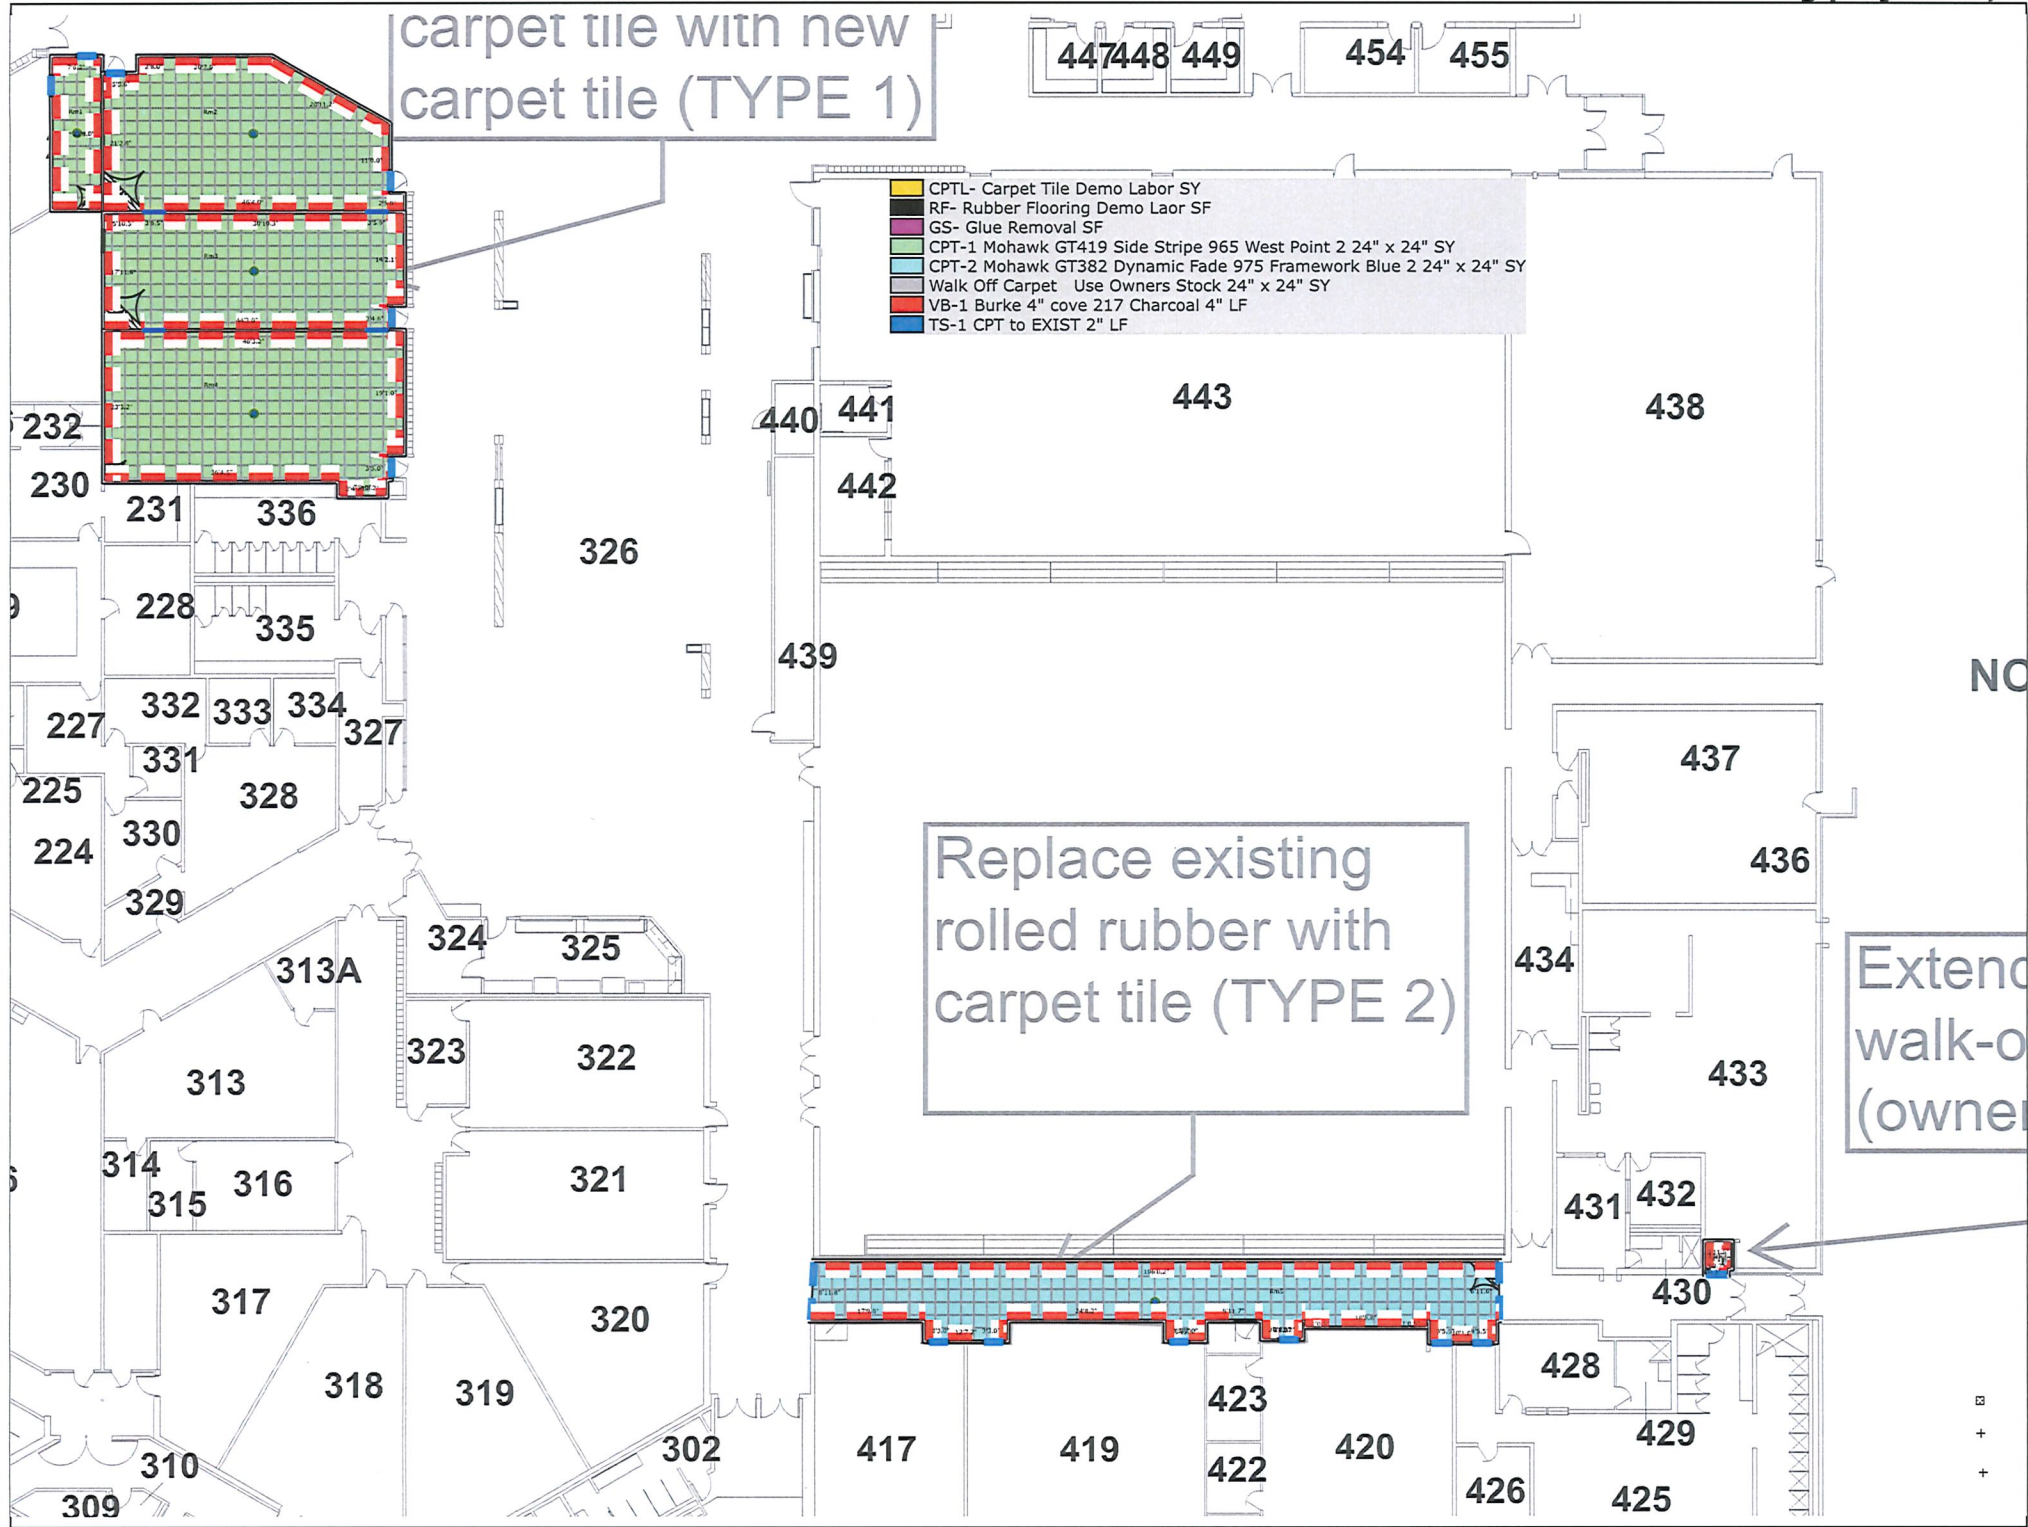 carpet tile with new
carpet tile (TYPE 1)
447
448
449
454
455
CPTL- Carpet Tile Demo Labor SY
RF- Rubber Flooring Demo Laor SF
GS- Glue Removal SF
CPT-1 Mohawk GT419 Side Stripe 965 West Point 2 24" x 24" SY
CPT-2 Mohawk GT382 Dynamic Fade 975 Framework Blue 2 24" x 24" SY
Walk Off Carpet Use Owners Stock 24" x 24" SY
VB-1 Burke 4" cove 217 Charcoal 4" LF
TS-1 CPT to EXIST 2" LF
Rm1
Rm2
Rm3
Rm4
443
438
440
441
442
232
230
231
336
326
228
335
439
NO
227
332
333
334
327
331
225
328
330
224
329
437
436
Replace existing
rolled rubber with
carpet tile (TYPE 2)
324
325
313A
434
Extend
walk-o
(owner
323
322
313
433
314
315
316
321
431
432
317
320
430
Rm5
318
319
428
423
302
417
419
420
429
310
422
426
425
309